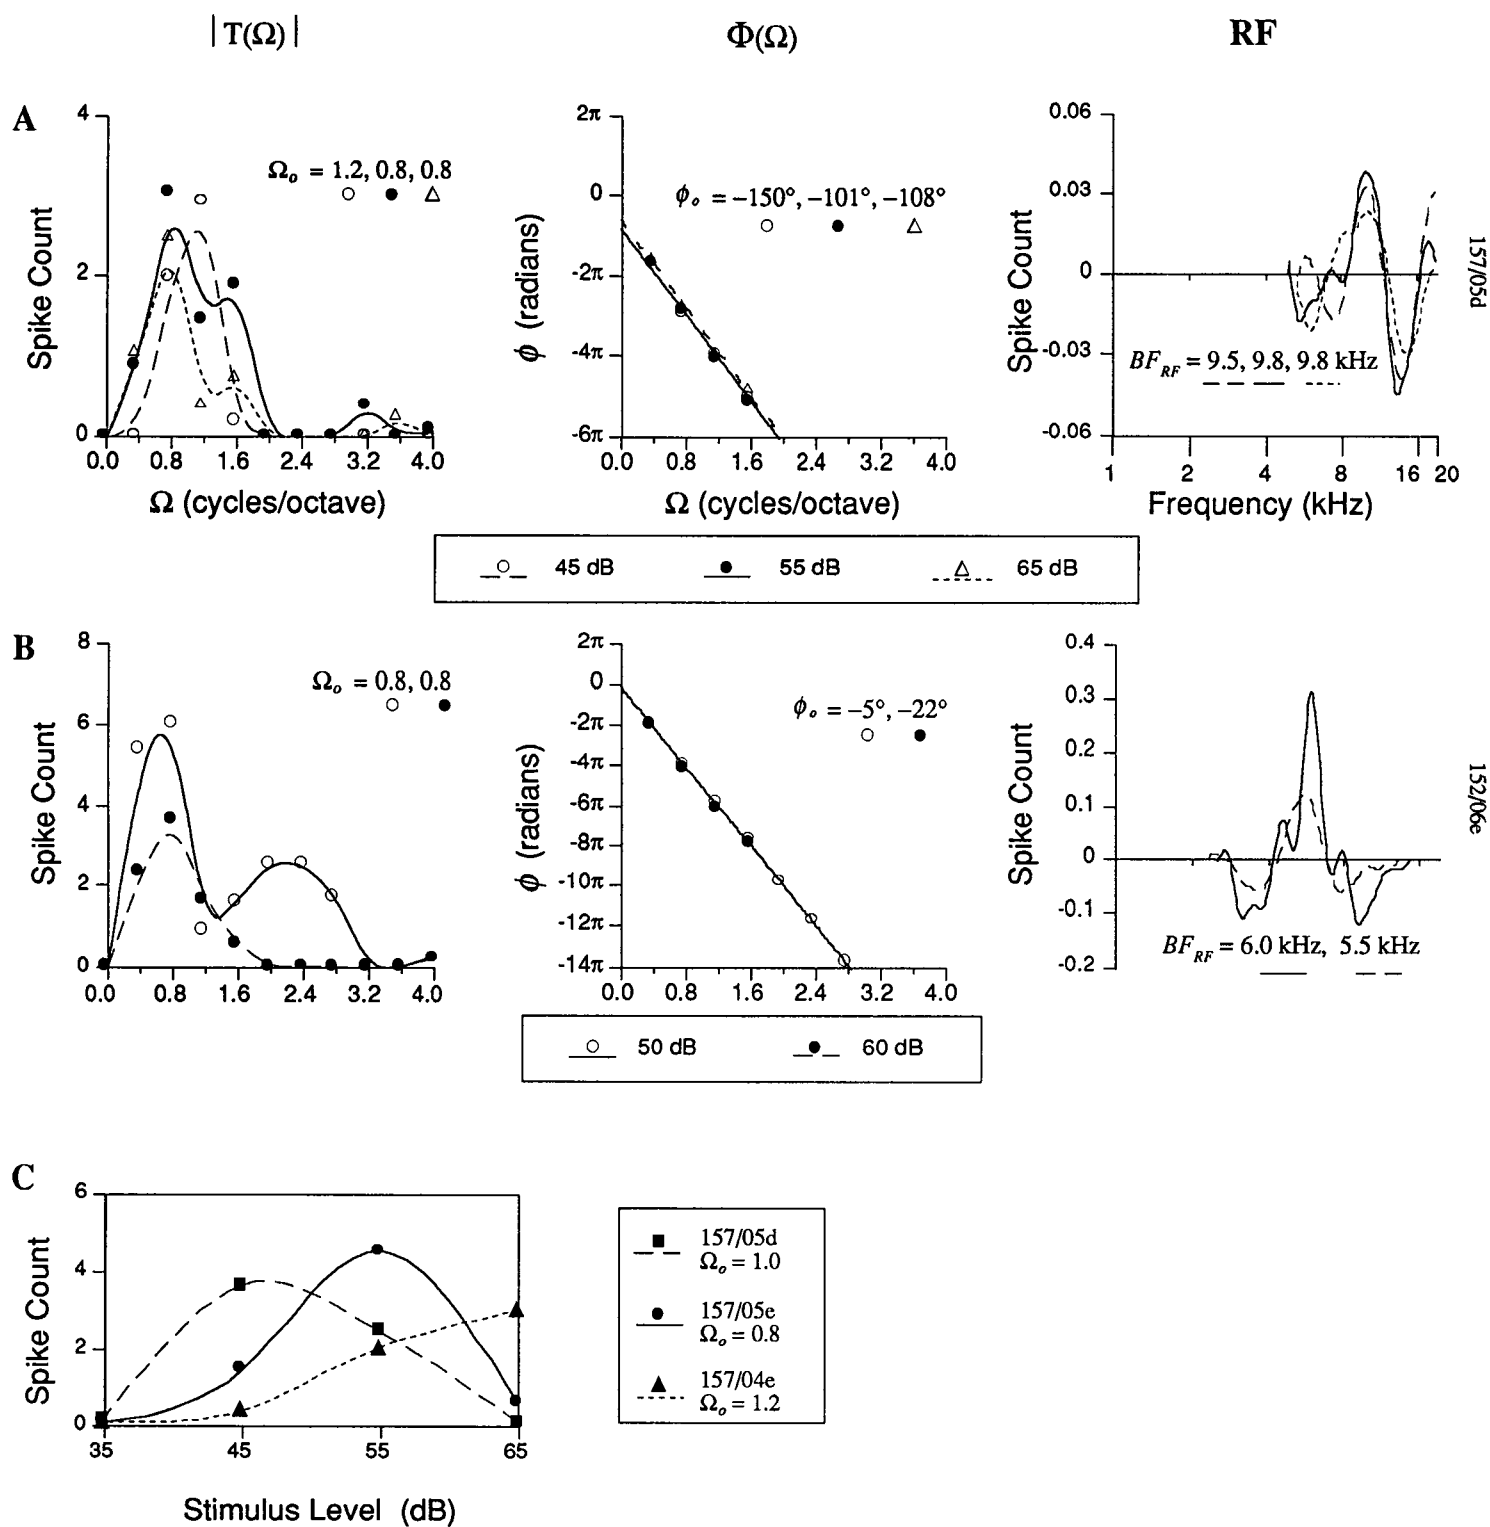 |T(Ω)|
Φ(Ω)
RF
A
4
2
0
Spike Count
Ωo = 1.2, 0.8, 0.8
0.0 0.8 1.6 2.4 3.2 4.0
Ω (cycles/octave)
2π
0
-2π
-4π
-6π
ϕ (radians)
ϕo = −150°, −101°, −108°
0.0 0.8 1.6 2.4 3.2 4.0
Ω (cycles/octave)
0.06
0.03
0
-0.03
-0.06
Spike Count
BFRF = 9.5, 9.8, 9.8 kHz
1 2 4 8 16 20
Frequency (kHz)
157/05d
45 dB 55 dB 65 dB
B
8
6
4
2
0
Spike Count
Ωo = 0.8, 0.8
0.0 0.8 1.6 2.4 3.2 4.0
2π
0
-2π
-4π
-6π
-8π
-10π
-12π
-14π
ϕ (radians)
ϕo = −5°, −22°
0.0 0.8 1.6 2.4 3.2 4.0
0.4
0.3
0.2
0.1
0
-0.1
-0.2
Spike Count
BFRF = 6.0 kHz, 5.5 kHz
152/06e
50 dB 60 dB
C
6
4
2
0
Spike Count
35 45 55 65
Stimulus Level (dB)
157/05d
Ωo = 1.0
157/05e
Ωo = 0.8
157/04e
Ωo = 1.2